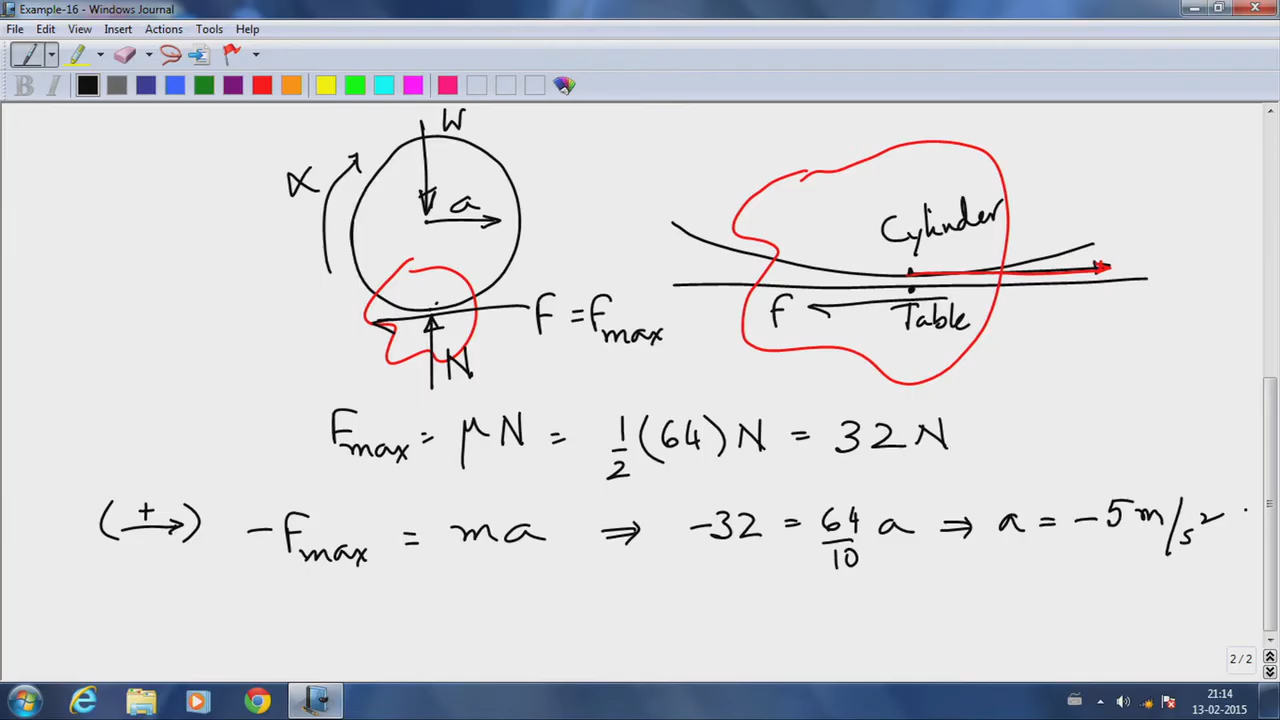 Example-16 - Windows Journal
File Edit View Insert Actions Tools Help
B I
W
α
a
Cylinder
F = Fmax
f
Table
N
Fmax = μN = 1/2 (64) N = 32 N
(+→) -Fmax = ma ⇒ -32 = 64/10 a ⇒ a = -5 m/s²
2 / 2
21:14
13-02-2015